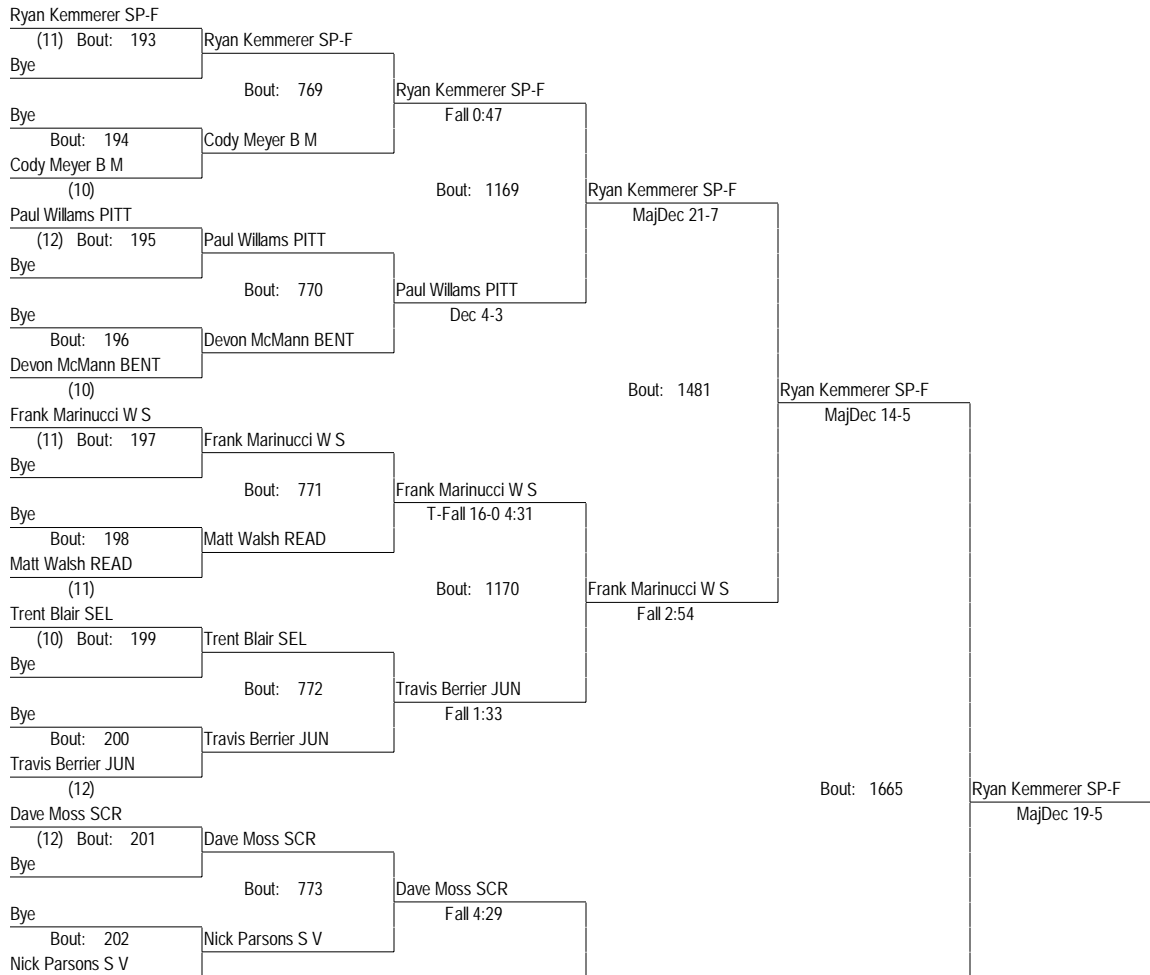 Ryan Kemmerer SP-F
(11) Bout: 193 Ryan Kemmerer SP-F
Bye
Bout: 769 Ryan Kemmerer SP-F
Bye Fall 0:47
Bout: 194 Cody Meyer B M
Cody Meyer B M
(10) Bout: 1169 Ryan Kemmerer SP-F
Paul Willams PITT MajDec 21-7
(12) Bout: 195 Paul Willams PITT
Bye
Bout: 770 Paul Willams PITT
Bye Dec 4-3
Bout: 196 Devon McMann BENT
Devon McMann BENT
(10) Bout: 1481 Ryan Kemmerer SP-F
Frank Marinucci W S MajDec 14-5
(11) Bout: 197 Frank Marinucci W S
Bye
Bout: 771 Frank Marinucci W S
Bye T-Fall 16-0 4:31
Bout: 198 Matt Walsh READ
Matt Walsh READ
(11) Bout: 1170 Frank Marinucci W S
Trent Blair SEL Fall 2:54
(10) Bout: 199 Trent Blair SEL
Bye
Bout: 772 Travis Berrier JUN
Bye Fall 1:33
Bout: 200 Travis Berrier JUN
Travis Berrier JUN
(12) Bout: 1665 Ryan Kemmerer SP-F
Dave Moss SCR MajDec 19-5
(12) Bout: 201 Dave Moss SCR
Bye
Bout: 773 Dave Moss SCR
Bye Fall 4:29
Bout: 202 Nick Parsons S V
Nick Parsons S V